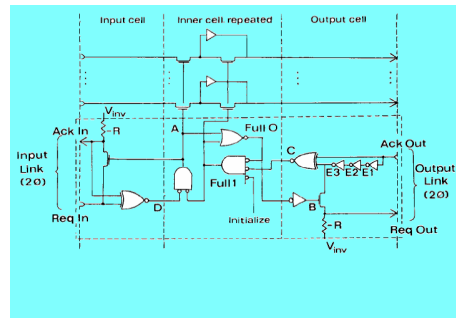 Input cell
Inner cell, repeated
Output cell
Vinv
R
A
Full 0
Ack In
C
Ack Out
Input
Link
(2Ø)
E3
E2
E1
Output
Link
(2Ø)
Full 1
D
B
Req In
Initialize
R
Req Out
Vinv